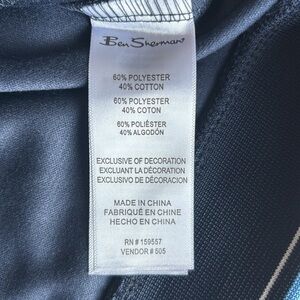 Ben Sherman
60% POLYESTER
40% COTTON
60% POLYESTER
40% COTON
60% POLIÉSTER
40% ALGODÓN
EXCLUSIVE OF DECORATION
EXCLUANT LA DÉCORATION
EXCLUSIVO DE DECORACION
MADE IN CHINA
FABRIQUÉ EN CHINE
HECHO EN CHINA
RN # 159557
VENDOR # 505